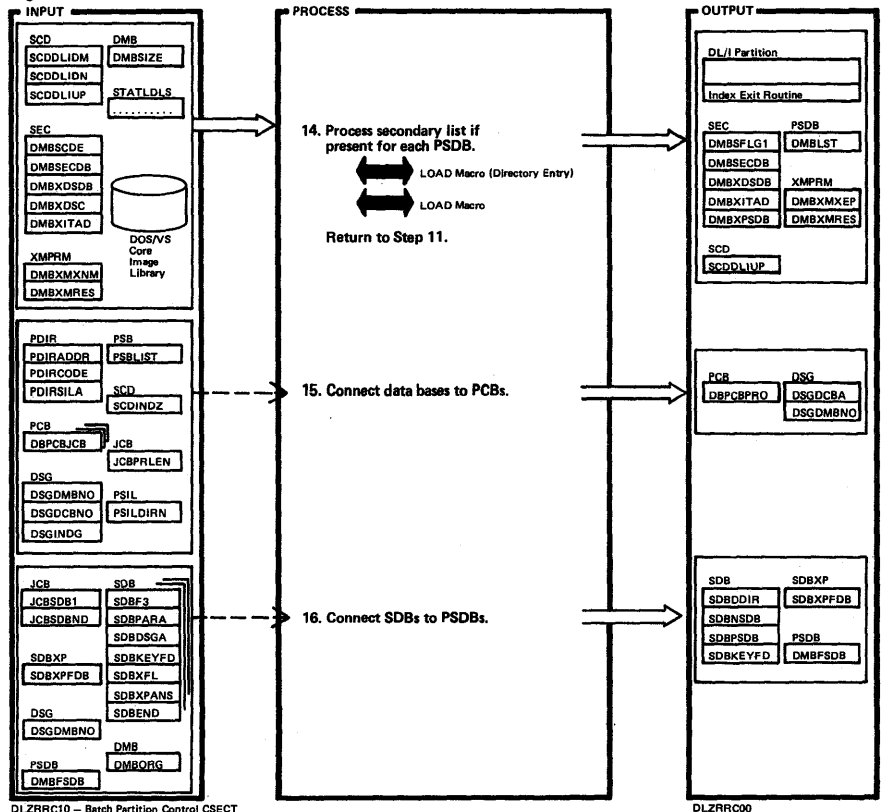 INPUT
PROCESS
OUTPUT
SCD
SCDDLIDM
SCDDLIDN
SCDDLIUP
DMB
DMBSIZE
STATLDLS
..........
SEC
DMBSCDE
DMBSECDB
DMBXDSDB
DMBXDSC
DMBXITAD
DOS/VS
Core
Image
Library
XMPRM
DMBXMXNM
DMBXMRES
14. Process secondary list if
present for each PSDB.
LOAD Macro (Directory Entry)
LOAD Macro
Return to Step 11.
DL/I Partition
Index Exit Routine
SEC
DMBSFLG1
DMBSECDB
DMBXDSDB
DMBXITAD
DMBXPSDB
PSDB
DMBLST
XMPRM
DMBXMXEP
DMBXMRES
SCD
SCDDLIUP
PDIR
PDIRADDR
PDIRCODE
PDIRSILA
PSB
PSBLIST
SCD
SCDINDZ
PCB
DBPCBJCB
JCB
JCBPRLEN
DSG
DSGDMBNO
DSGDCBNO
DSGINDG
PSIL
PSILDIRN
15. Connect data bases to PCBs.
PCB
DBPCBPRO
DSG
DSGDCBA
DSGDMBNO
JCB
JCBSDB1
JCBSDBND
SDB
SDBF3
SDBPARA
SDBDSGA
SDBKEYFD
SDBXFL
SDBXPANS
SDBEND
SDBXP
SDBXPFDB
DSG
DSGDMBNO
DMB
DMBORG
PSDB
DMBFSDB
16. Connect SDBs to PSDBs.
SDB
SDBDDIR
SDBNSDB
SDBPSDB
SDBKEYFD
SDBXP
SDBXPFDB
PSDB
DMBFSDB
DLZRRC10 – Batch Partition Control CSECT
DLZRRC00